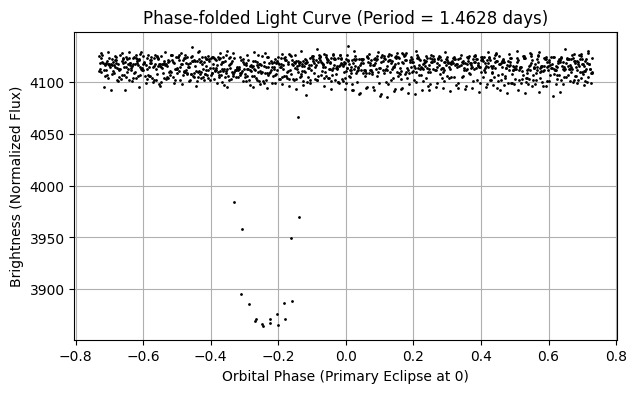 Phase-folded Light Curve (Period = 1.4628 days)
Brightness (Normalized Flux)
4100
4050
4000
3950
3900
−0.8 −0.6 −0.4 −0.2 0.0 0.2 0.4 0.6 0.8
Orbital Phase (Primary Eclipse at 0)